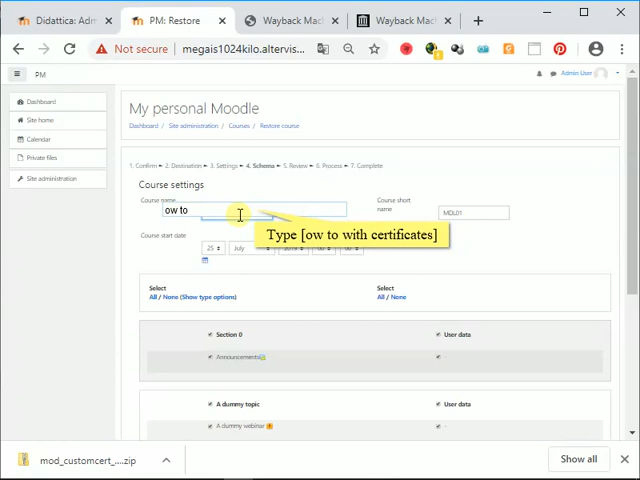 Didattica: Adm
PM: Restore
Wayback Mac
Wayback Mac
Not secure
megais1024kilo.altervis
PM
Admin User
Dashboard
Site home
Calendar
Private files
Site administration
My personal Moodle
Dashboard / Site administration / Courses / Restore course
1. Confirm ► 2. Destination ► 3. Settings ► 4. Schema ► 5. Review ► 6. Process ► 7. Complete
Course settings
Course name
ow to
Course short name
MDL01
Type [ow to with certificates]
Course start date
25
July
2019
00
00
Select
All / None (Show type options)
Select
All / None
Section 0
User data
Announcements
-
A dummy topic
User data
A dummy webinar
-
mod_customcert_....zip
Show all